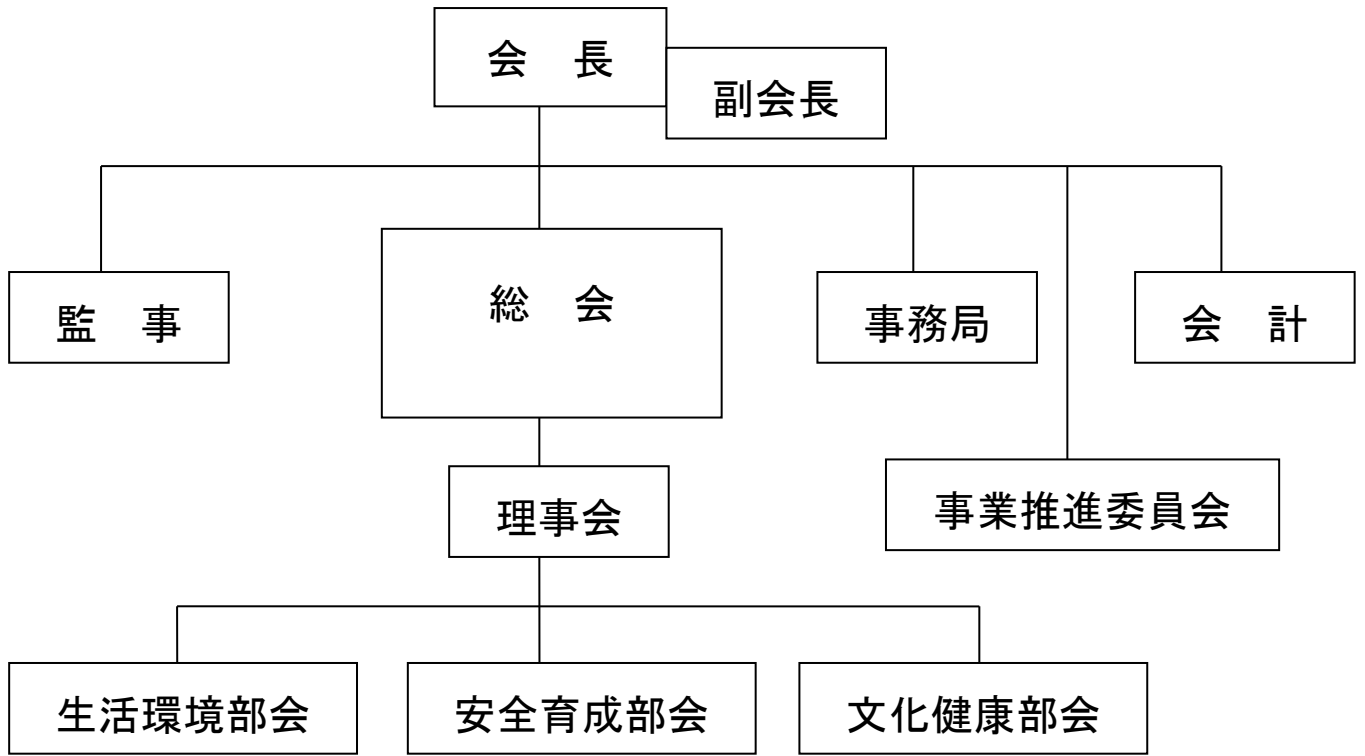 会　長
副会長
監　事
総　会
事務局
会　計
理事会
事業推進委員会
生活環境部会
安全育成部会
文化健康部会